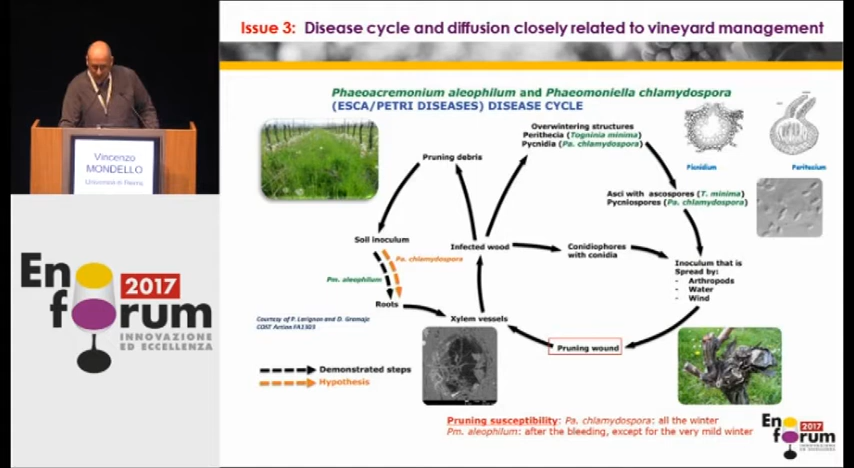 Issue 3: Disease cycle and diffusion closely related to vineyard management
Phaeoacremonium aleophilum and Phaeomoniella chlamydospora
(ESCA/PETRI DISEASES) DISEASE CYCLE
Overwintering structures
Perithecia (Togninia minima)
Pycnidia (Pa. chlamydospora)
Picnidium
Peritecium
Pruning debris
Asci with ascospores (T. minima)
Pycniospores (Pa. chlamydospora)
Soil inoculum
Infected wood
Conidiophores
with conidia
Pa. chlamydospora
Pm. aleophilum
Inoculum that is
Spread by:
- Arthropods
- Water
- Wind
Roots
Xylem vessels
Courtesy of P. Larignon and D. Gramaje
COST Action FA1303
Pruning wound
Demonstrated steps
Hypothesis
Pruning susceptibility: Pa. chlamydospora: all the winter
Pm. aleophilum: after the bleeding, except for the very mild winter
Vincenzo
MONDELLO
Enoforum
2017
INNOVAZIONE
ED ECCELLENZA
Enoforum
2017